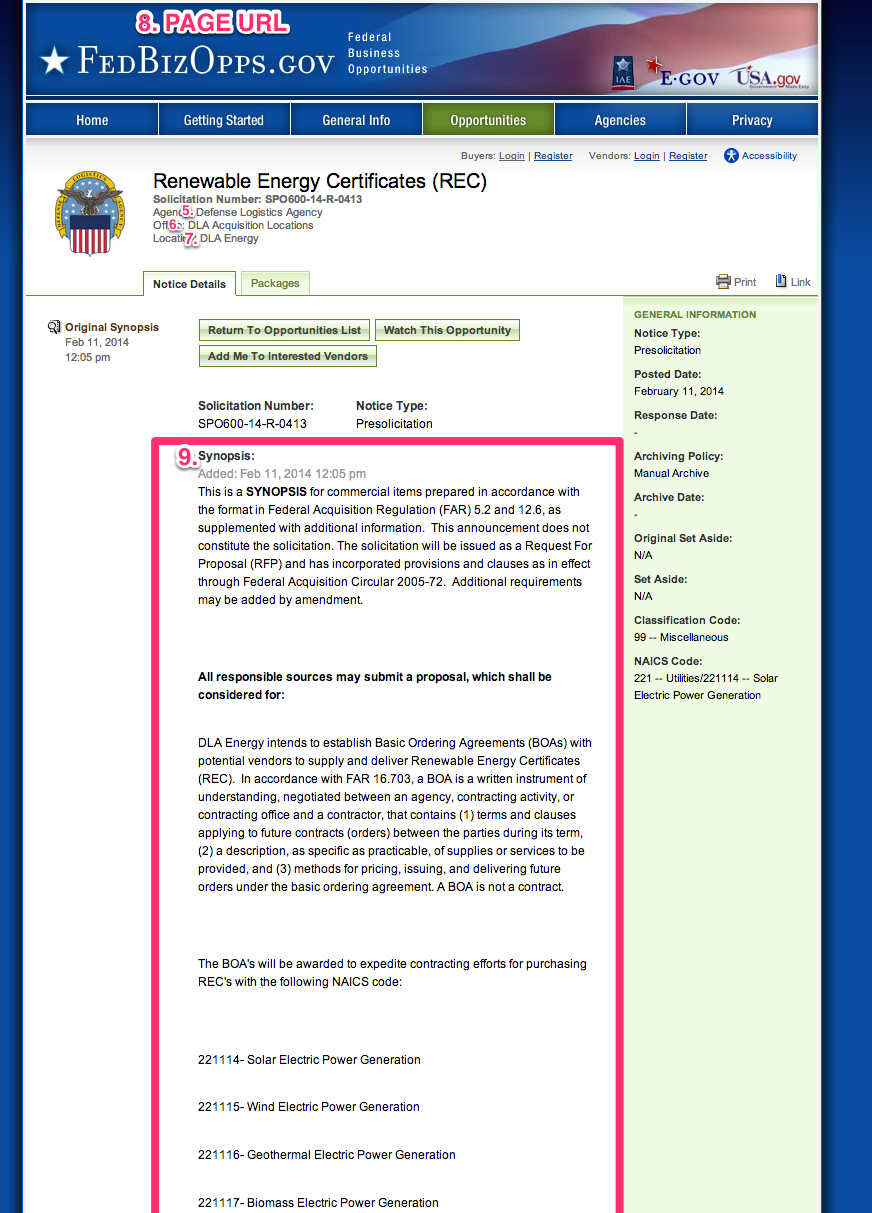 8. PAGE URL
FEDBIZOPPS.GOV
Federal
Business
Opportunities
IAE
E-GOV
USA.gov
Government Made Easy
Home
Getting Started
General Info
Opportunities
Agencies
Privacy
Buyers: Login | Register Vendors: Login | Register Accessibility
Renewable Energy Certificates (REC)
Solicitation Number: SPO600-14-R-0413
Agenc 5. Defense Logistics Agency
Offic 6. : DLA Acquisition Locations
Locati 7. DLA Energy
DEFENSE LOGISTICS AGENCY
Notice Details
Packages
Print
Link
Original Synopsis
Feb 11, 2014
12:05 pm
Return To Opportunities List
Watch This Opportunity
Add Me To Interested Vendors
Solicitation Number:
SPO600-14-R-0413
Notice Type:
Presolicitation
9. Synopsis:
Added: Feb 11, 2014 12:05 pm
This is a SYNOPSIS for commercial items prepared in accordance with
the format in Federal Acquisition Regulation (FAR) 5.2 and 12.6, as
supplemented with additional information. This announcement does not
constitute the solicitation. The solicitation will be issued as a Request For
Proposal (RFP) and has incorporated provisions and clauses as in effect
through Federal Acquisition Circular 2005-72. Additional requirements
may be added by amendment.
All responsible sources may submit a proposal, which shall be
considered for:
DLA Energy intends to establish Basic Ordering Agreements (BOAs) with
potential vendors to supply and deliver Renewable Energy Certificates
(REC). In accordance with FAR 16.703, a BOA is a written instrument of
understanding, negotiated between an agency, contracting activity, or
contracting office and a contractor, that contains (1) terms and clauses
applying to future contracts (orders) between the parties during its term,
(2) a description, as specific as practicable, of supplies or services to be
provided, and (3) methods for pricing, issuing, and delivering future
orders under the basic ordering agreement. A BOA is not a contract.
The BOA's will be awarded to expedite contracting efforts for purchasing
REC's with the following NAICS code:
221114- Solar Electric Power Generation
221115- Wind Electric Power Generation
221116- Geothermal Electric Power Generation
221117- Biomass Electric Power Generation
GENERAL INFORMATION
Notice Type:
Presolicitation
Posted Date:
February 11, 2014
Response Date:
-
Archiving Policy:
Manual Archive
Archive Date:
-
Original Set Aside:
N/A
Set Aside:
N/A
Classification Code:
99 -- Miscellaneous
NAICS Code:
221 -- Utilities/221114 -- Solar
Electric Power Generation